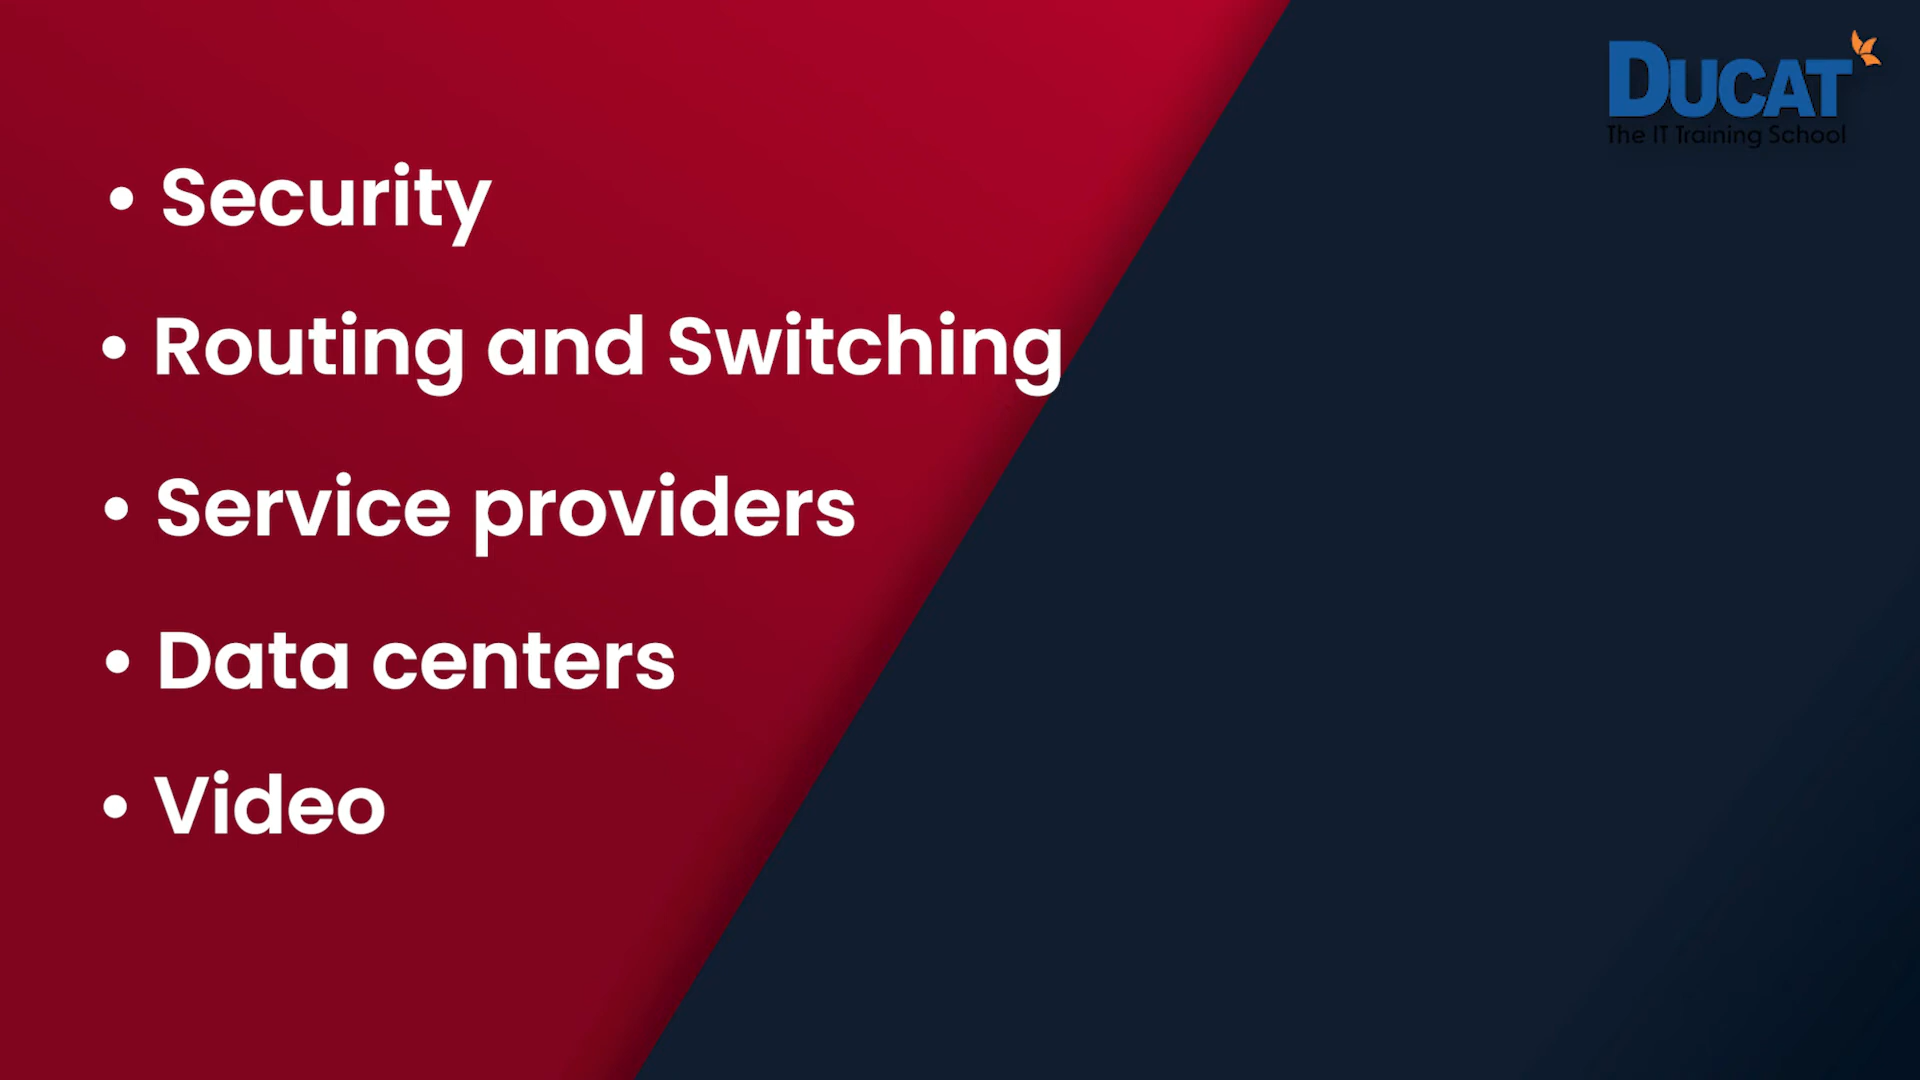 DUCAT
The IT Training School
• Security
• Routing and Switching
• Service providers
• Data centers
• Video